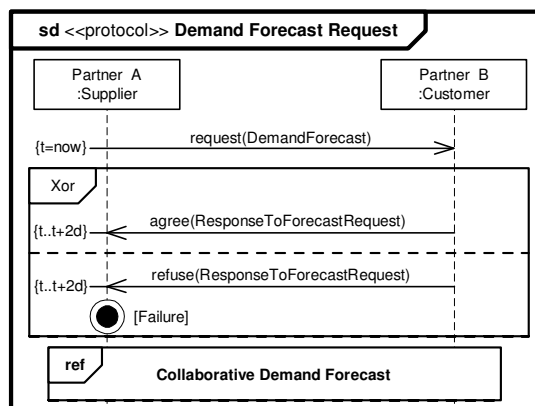 sd <<protocol>> Demand Forecast Request
Partner A
:Supplier
Partner B
:Customer
{t=now}
request(DemandForecast)
Xor
{t..t+2d}
agree(ResponseToForecastRequest)
{t..t+2d}
refuse(ResponseToForecastRequest)
[Failure]
ref
Collaborative Demand Forecast